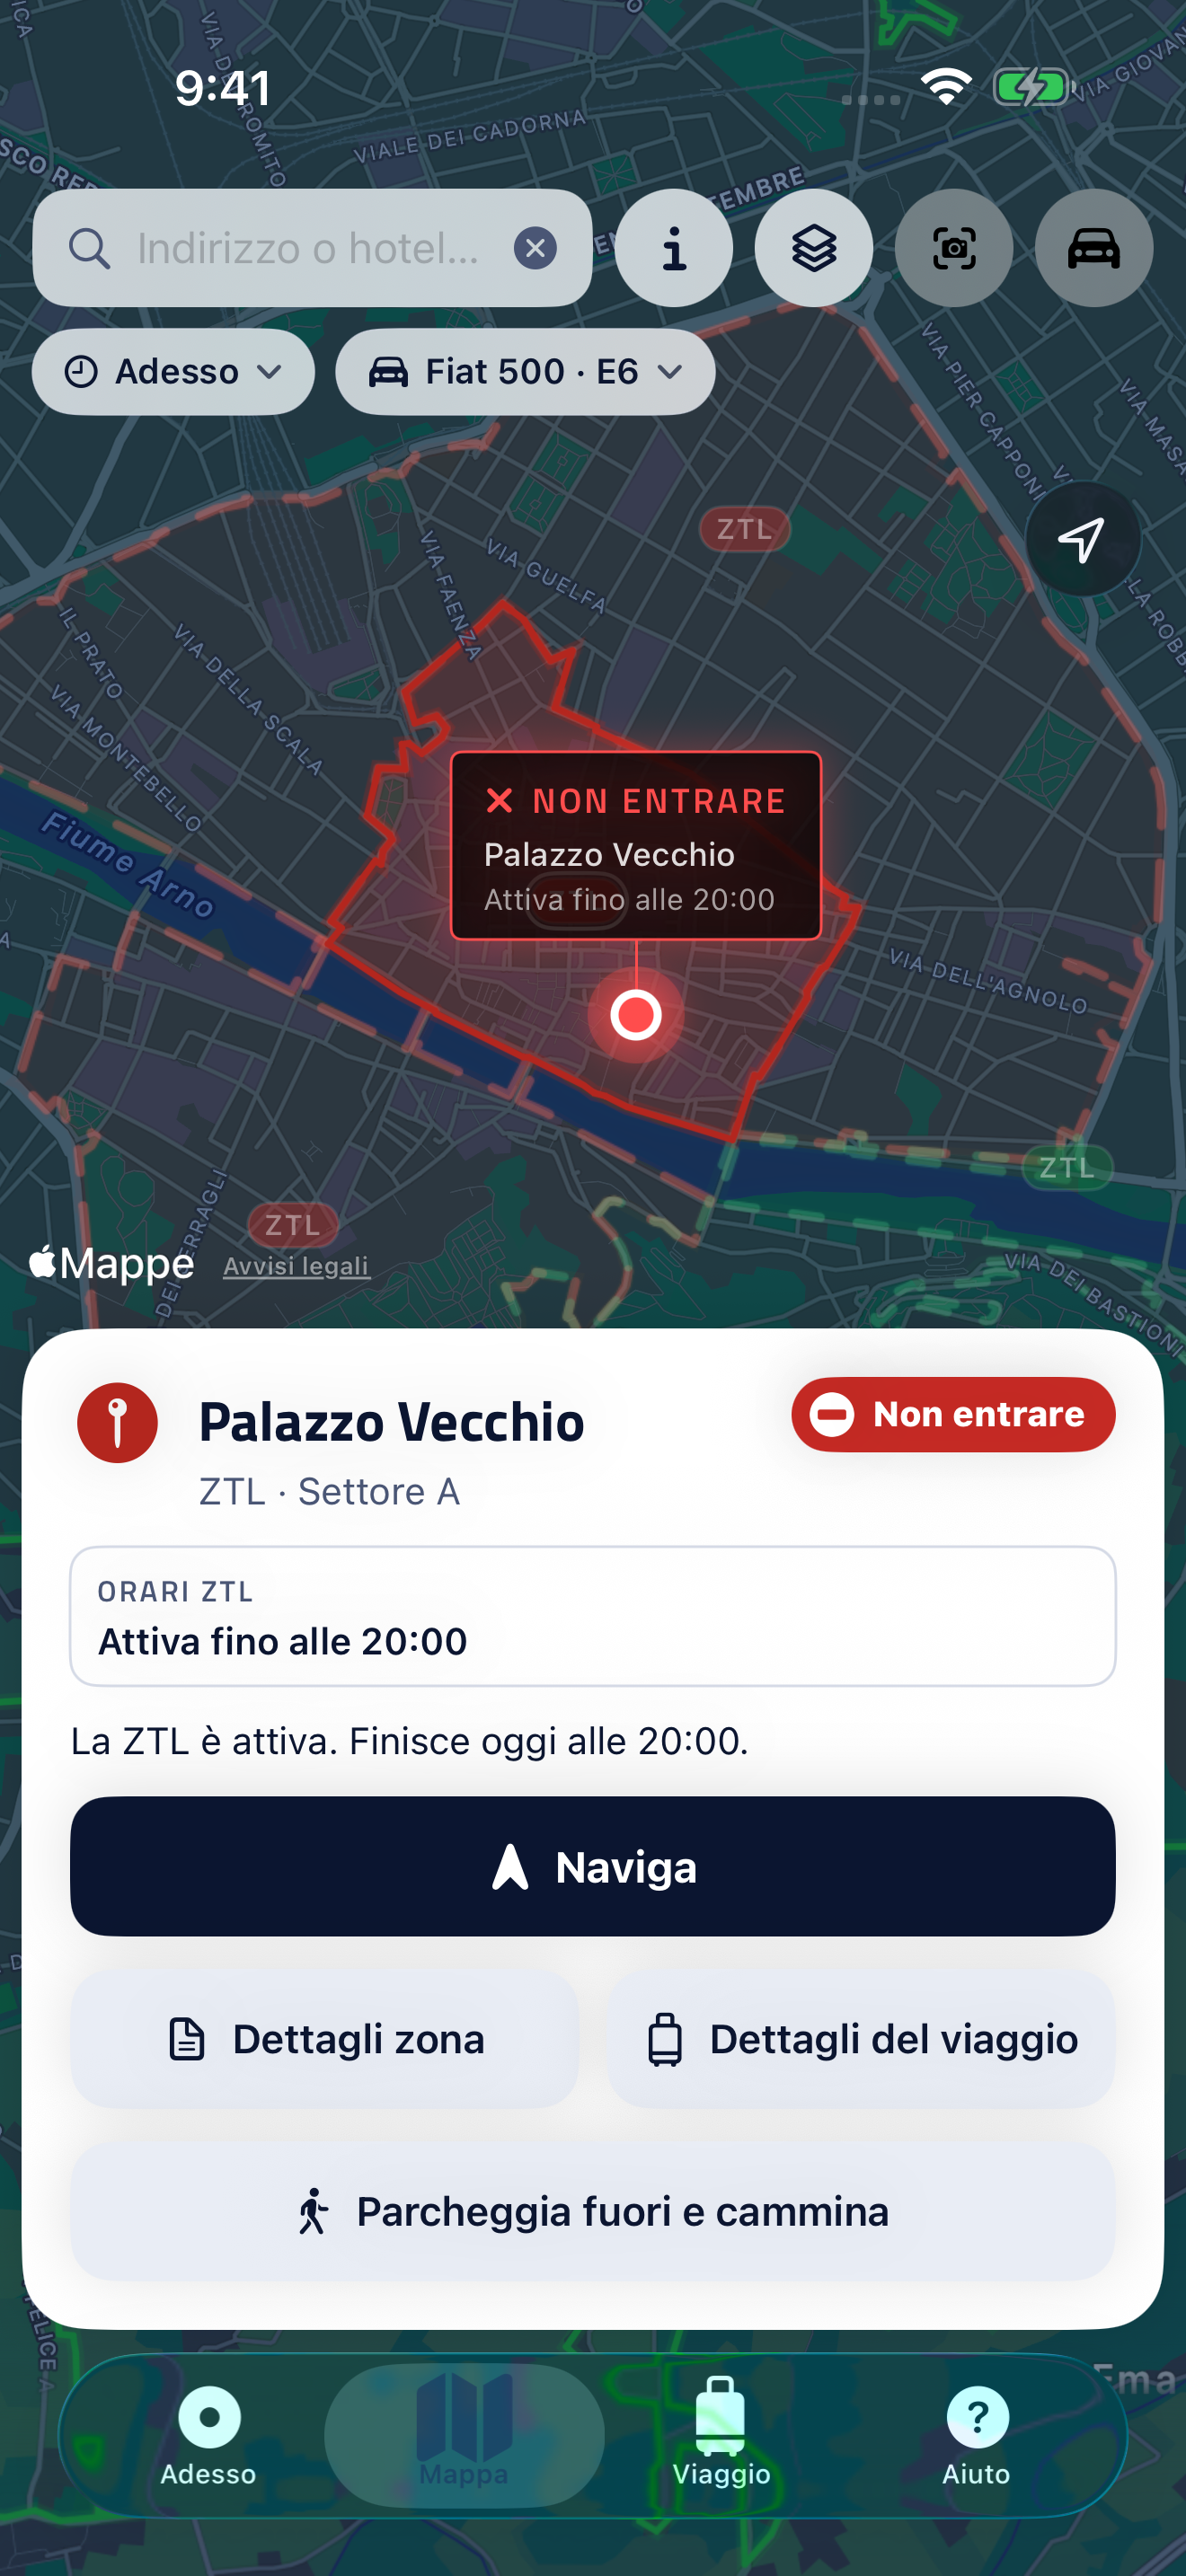 9:41
VIALE DEI CADORNA
Indirizzo o hotel...
Adesso
Fiat 500 · E6
VIA PIER CAPPONI
ZTL
VIA FAENZA
VIA GUELFA
IL PRATO
VIA DELLA SCALA
VIA MONTEBELLO
Fiume Arno
NON ENTRARE
Palazzo Vecchio
Attiva fino alle 20:00
VIA DELL'AGNOLO
ZTL
ZTL
Mappe
Avvisi legali
VIA DEI BASTIONI
Palazzo Vecchio
Non entrare
ZTL · Settore A
ORARI ZTL
Attiva fino alle 20:00
La ZTL è attiva. Finisce oggi alle 20:00.
Naviga
Dettagli zona
Dettagli del viaggio
Parcheggia fuori e cammina
Ema
Adesso
Mappa
Viaggio
Aiuto